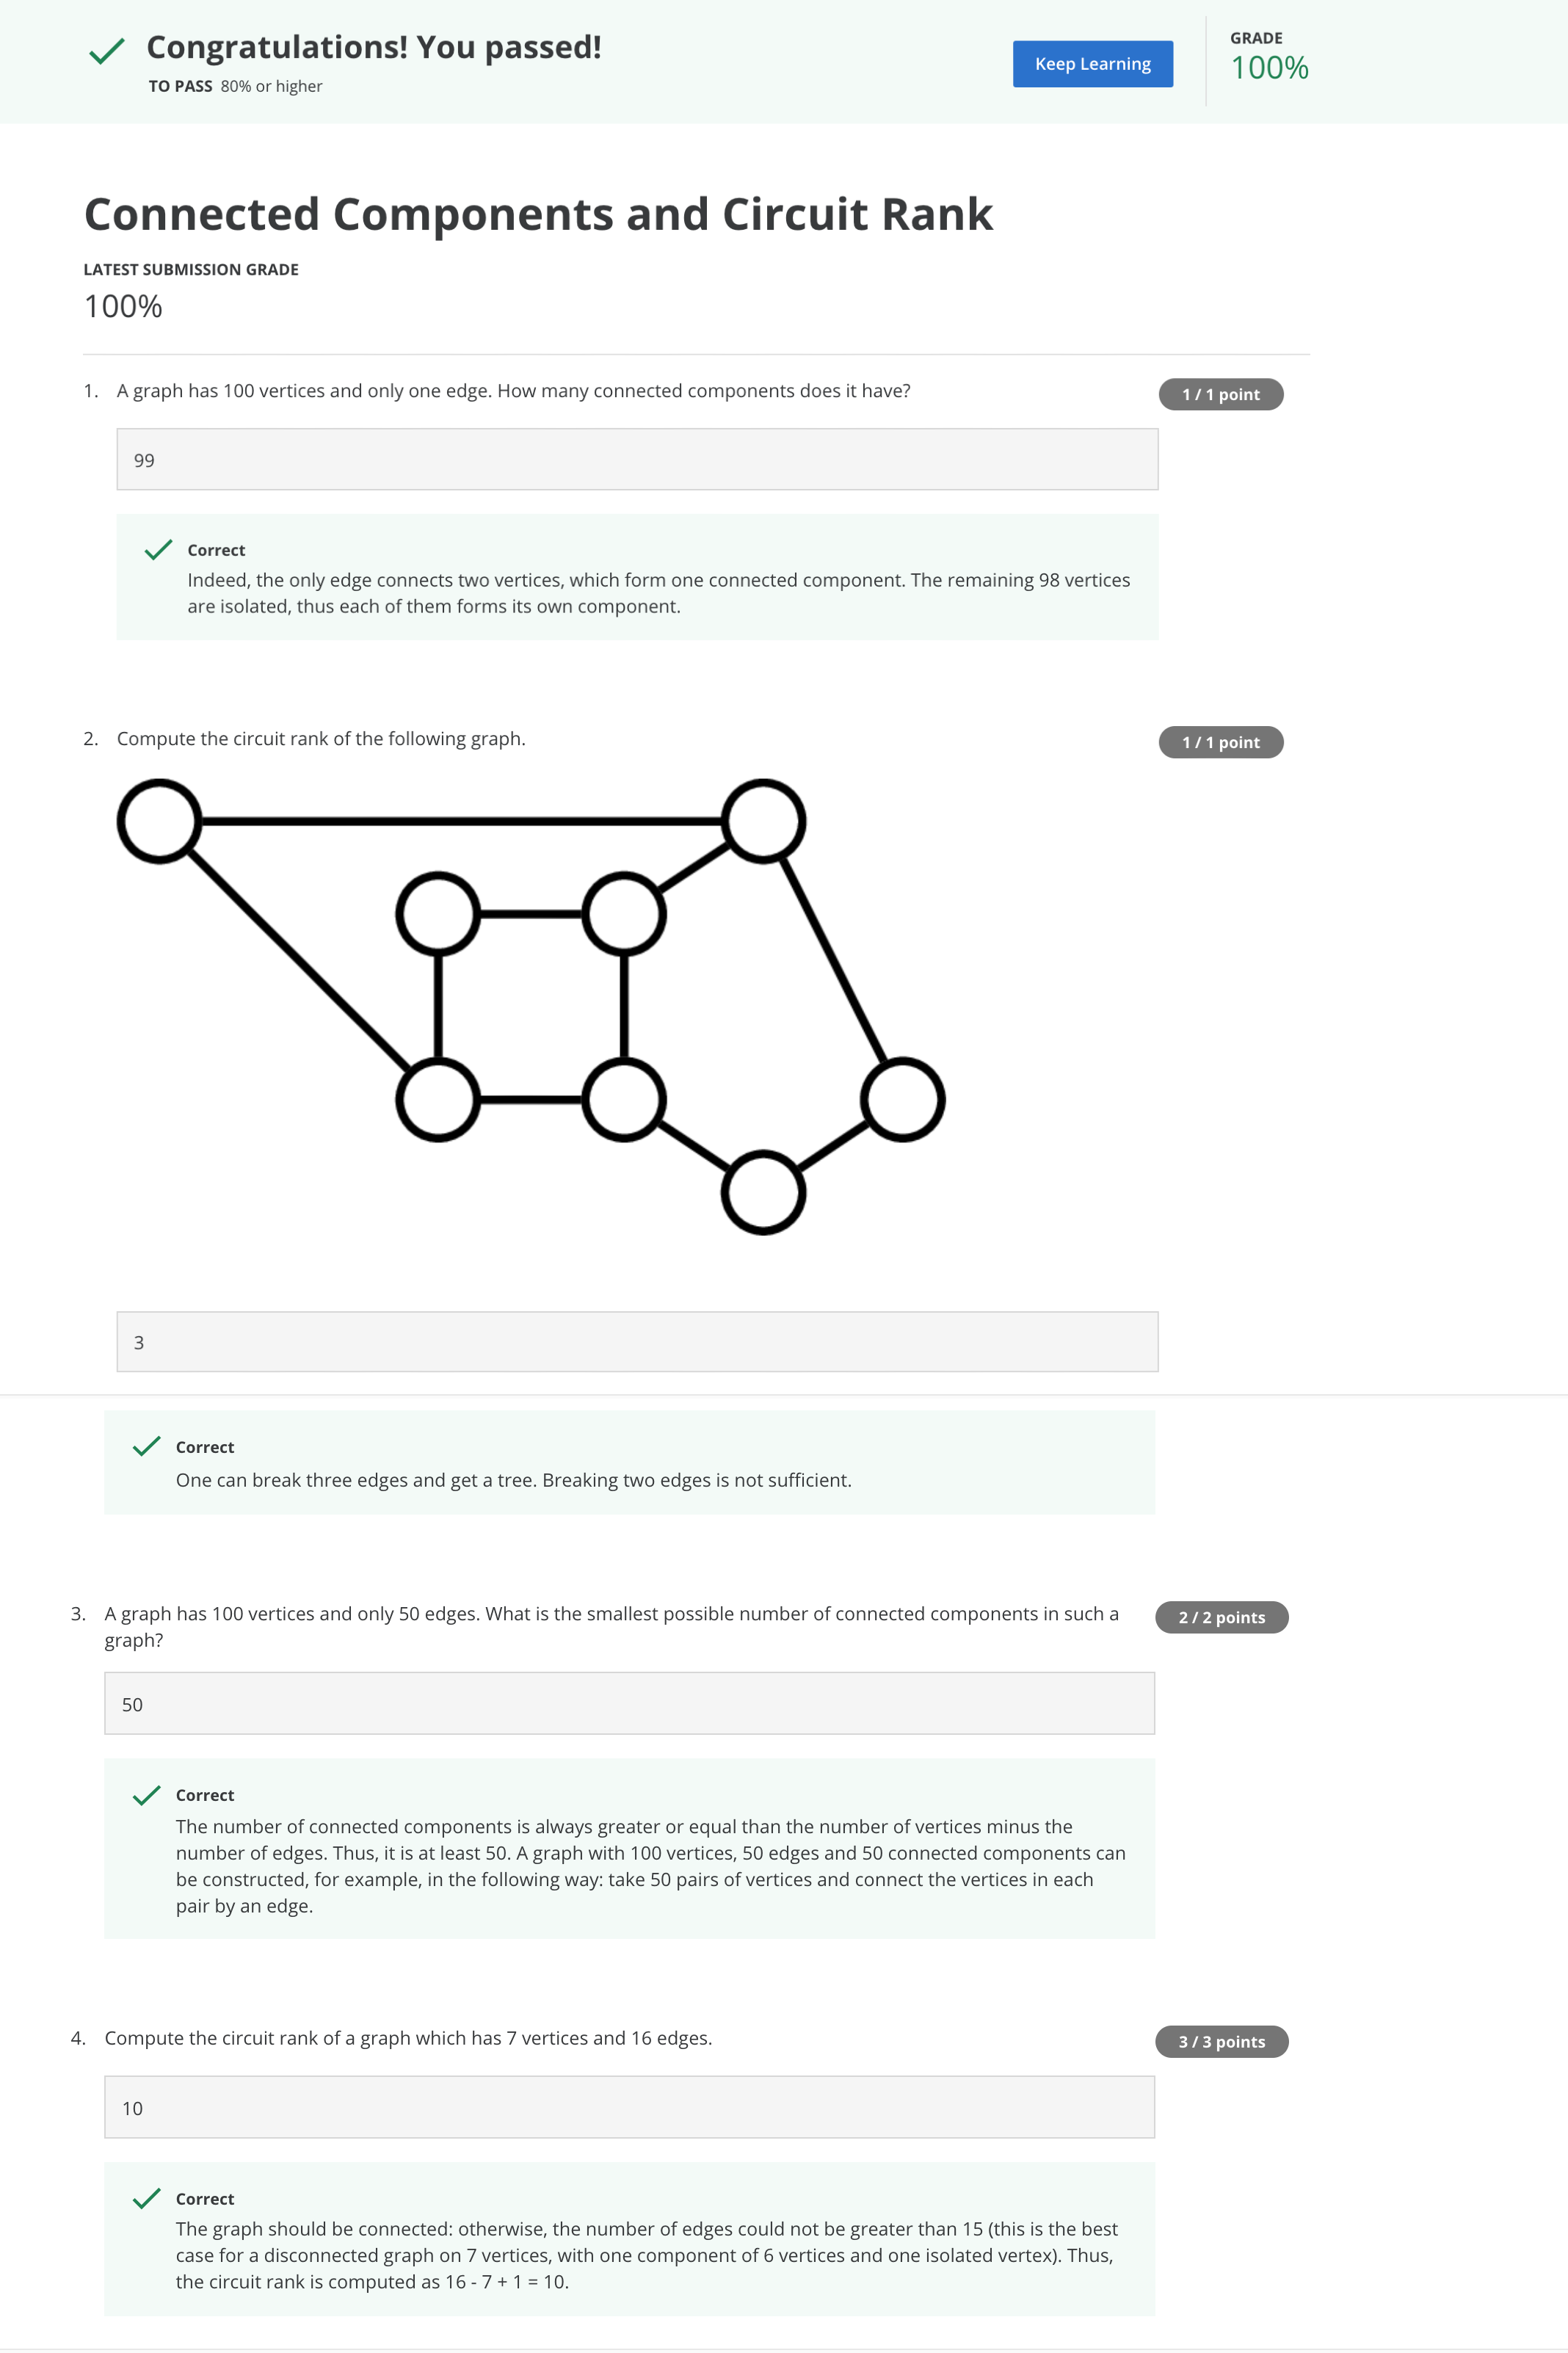 Congratulations! You passed!
TO PASS 80% or higher
Keep Learning
GRADE
100%
Connected Components and Circuit Rank
LATEST SUBMISSION GRADE
100%
1. A graph has 100 vertices and only one edge. How many connected components does it have?
1 / 1 point
99
Correct
Indeed, the only edge connects two vertices, which form one connected component. The remaining 98 vertices
are isolated, thus each of them forms its own component.
2. Compute the circuit rank of the following graph.
1 / 1 point
3
Correct
One can break three edges and get a tree. Breaking two edges is not sufficient.
3. A graph has 100 vertices and only 50 edges. What is the smallest possible number of connected components in such a
graph?
2 / 2 points
50
Correct
The number of connected components is always greater or equal than the number of vertices minus the
number of edges. Thus, it is at least 50. A graph with 100 vertices, 50 edges and 50 connected components can
be constructed, for example, in the following way: take 50 pairs of vertices and connect the vertices in each
pair by an edge.
4. Compute the circuit rank of a graph which has 7 vertices and 16 edges.
3 / 3 points
10
Correct
The graph should be connected: otherwise, the number of edges could not be greater than 15 (this is the best
case for a disconnected graph on 7 vertices, with one component of 6 vertices and one isolated vertex). Thus,
the circuit rank is computed as 16 - 7 + 1 = 10.